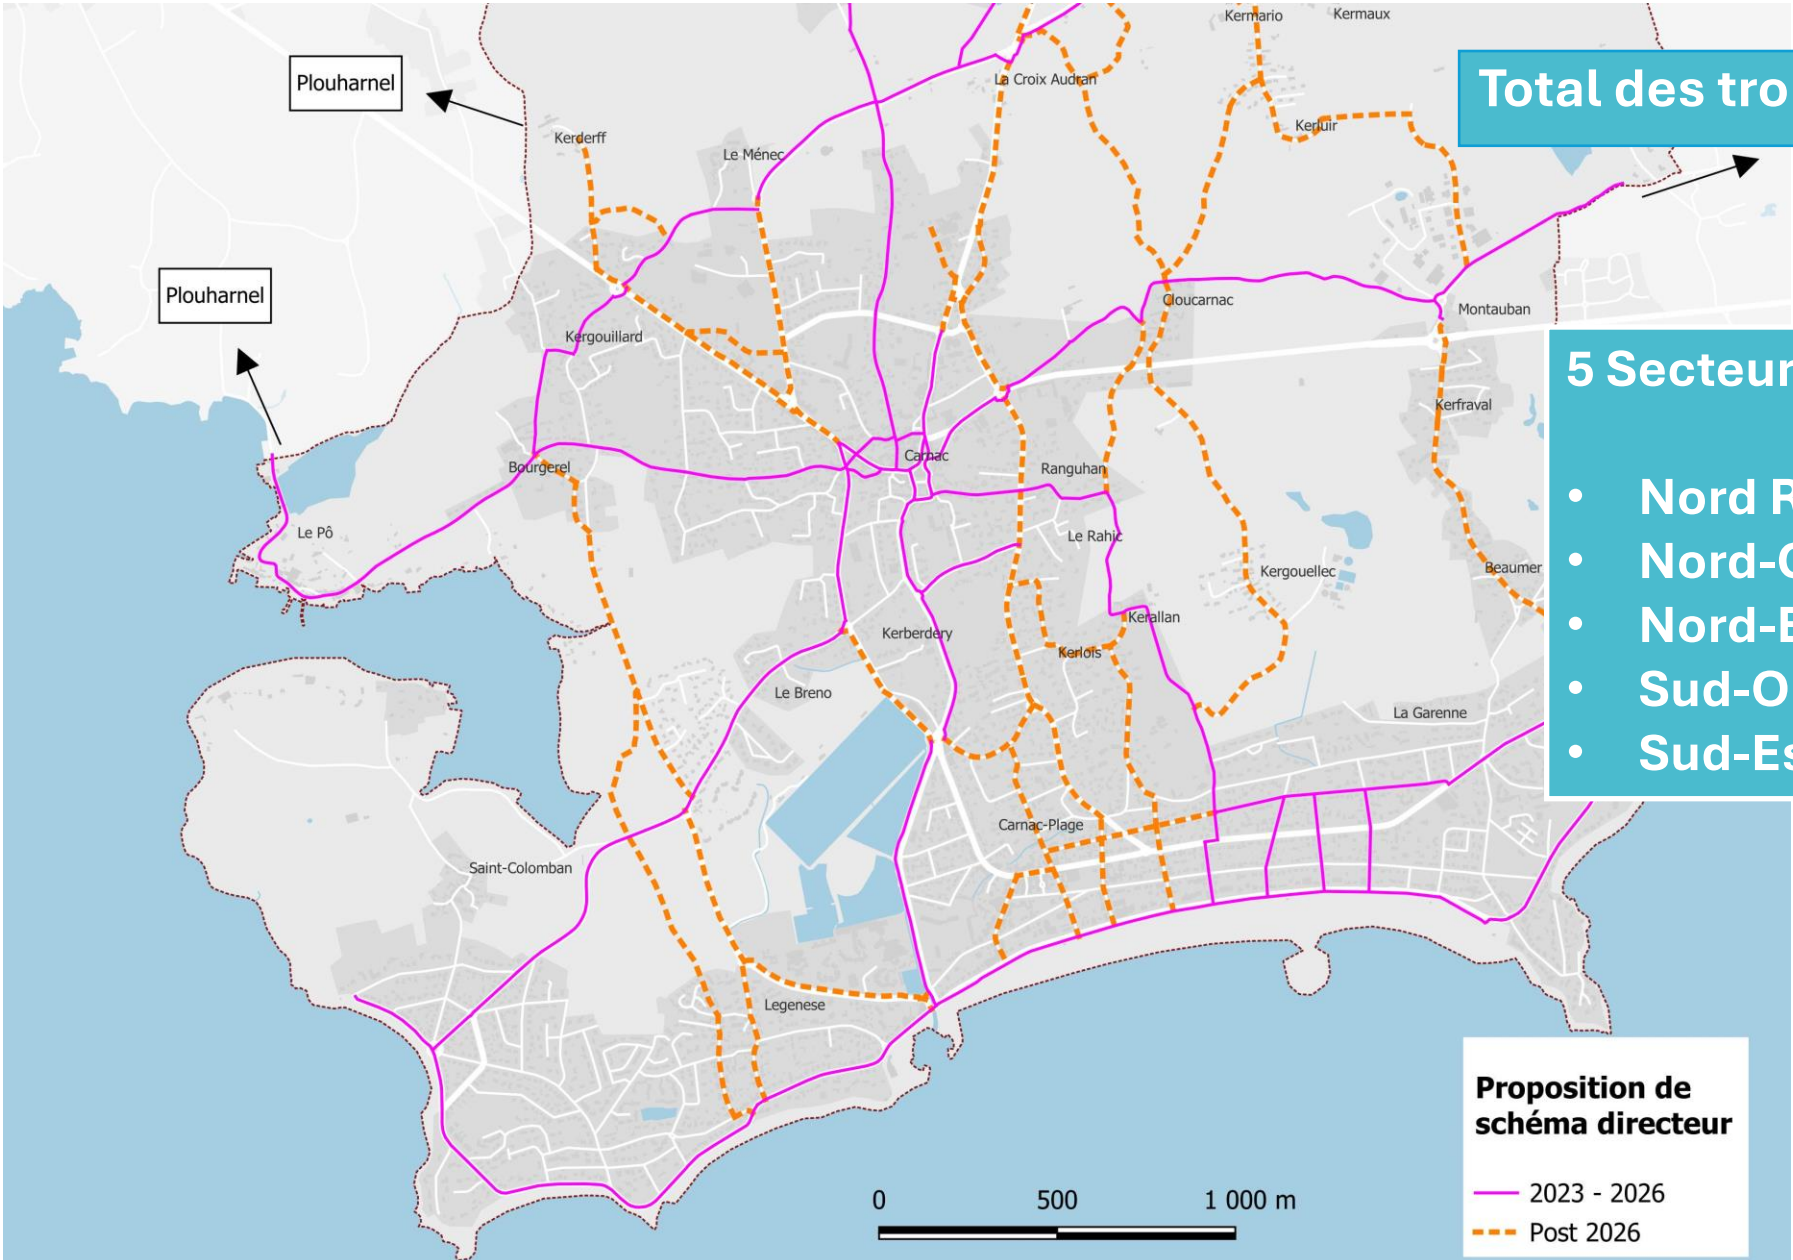 Kermario
Kermaux
Plouharnel
La Croix Audran
Total des tro
Kerderff
Kerluir
Le Ménec
Plouharnel
Cloucarnac
Montauban
Kergouillard
5 Secteur
Kerfraval
Carnac
Bourgerel
Ranguhan
• Nord R
Le Pô
Le Rahic
• Nord-
Kergouellec
Beaumer
Kerallan
• Nord-E
Kerberdery
Kerlois
• Sud-O
Le Breno
La Garenne
• Sud-Es
Carnac-Plage
Saint-Colomban
Legenese
Proposition de
schéma directeur
2023 - 2026
Post 2026
0 500 1 000 m